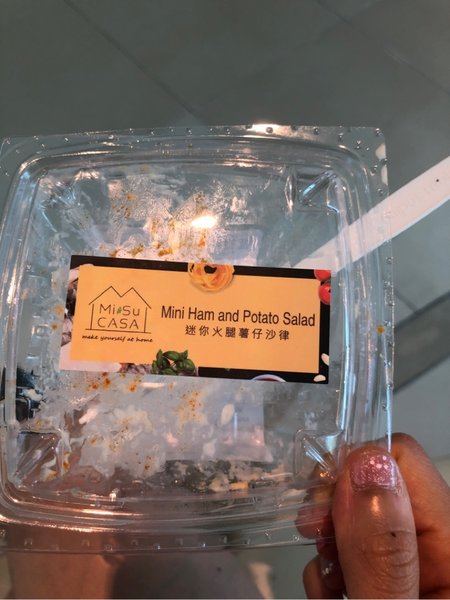 Mi Su
CASA
make yourself at home
Mini Ham and Potato Salad
迷你火腿薯仔沙律